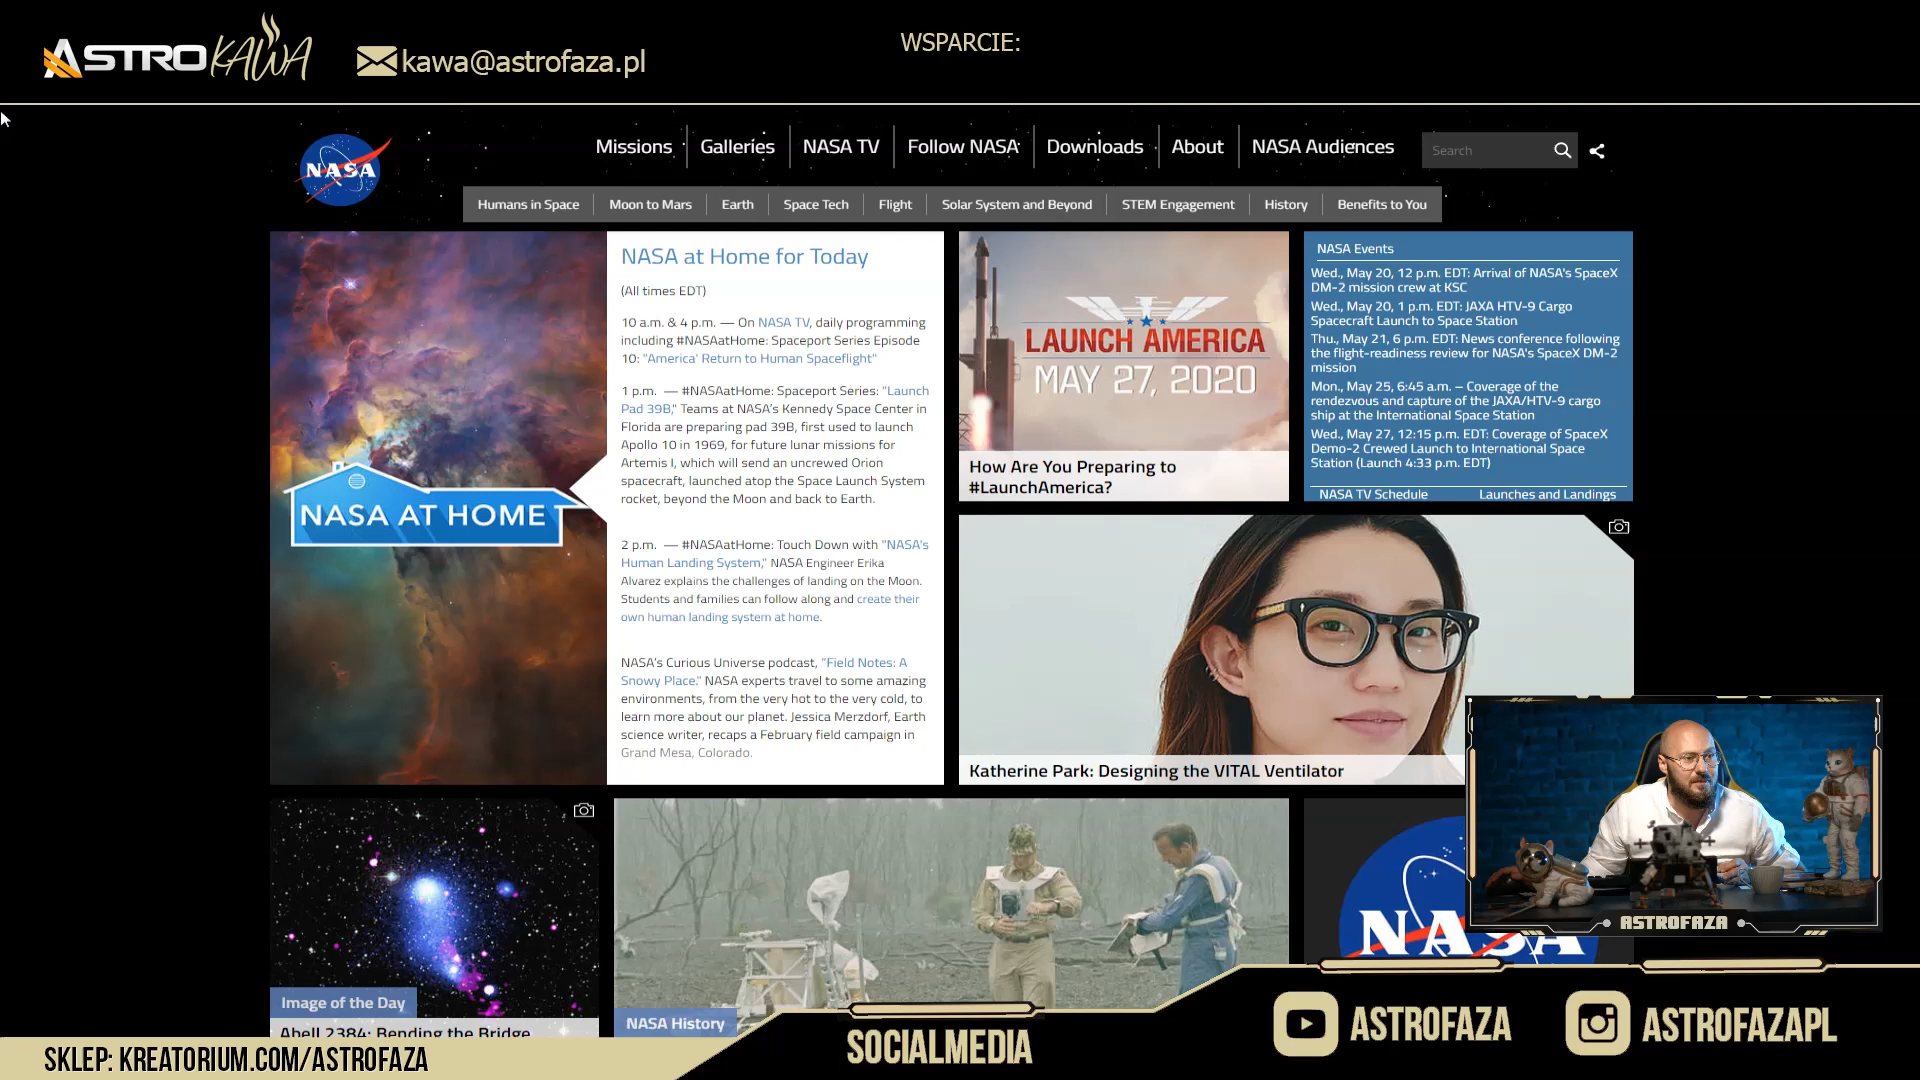 ASTRO KAWA
kawa@astrofaza.pl
WSPARCIE:
NASA
Missions
Galleries
NASA TV
Follow NASA
Downloads
About
NASA Audiences
Search
Humans in Space
Moon to Mars
Earth
Space Tech
Flight
Solar System and Beyond
STEM Engagement
History
Benefits to You
NASA AT HOME
NASA at Home for Today
(All times EDT)
10 a.m. & 4 p.m. — On NASA TV, daily programming
including #NASAatHome: Spaceport Series Episode
10: "America' Return to Human Spaceflight"
1 p.m. — #NASAatHome: Spaceport Series: "Launch
Pad 39B," Teams at NASA's Kennedy Space Center in
Florida are preparing pad 39B, first used to launch
Apollo 10 in 1969, for future lunar missions for
Artemis I, which will send an uncrewed Orion
spacecraft, launched atop the Space Launch System
rocket, beyond the Moon and back to Earth.
2 p.m. — #NASAatHome: Touch Down with "NASA's
Human Landing System," NASA Engineer Erika
Alvarez explains the challenges of landing on the Moon.
Students and families can follow along and create their
own human landing system at home.
NASA's Curious Universe podcast, "Field Notes: A
Snowy Place." NASA experts travel to some amazing
environments, from the very hot to the very cold, to
learn more about our planet. Jessica Merzdorf, Earth
science writer, recaps a February field campaign in
Grand Mesa, Colorado.
LAUNCH AMERICA
MAY 27, 2020
How Are You Preparing to
#LaunchAmerica?
NASA Events
Wed., May 20, 12 p.m. EDT: Arrival of NASA's SpaceX
DM-2 mission crew at KSC
Wed., May 20, 1 p.m. EDT: JAXA HTV-9 Cargo
Spacecraft Launch to Space Station
Thu., May 21, 6 p.m. EDT: News conference following
the flight-readiness review for NASA's SpaceX DM-2
mission
Mon., May 25, 6:45 a.m. – Coverage of the
rendezvous and capture of the JAXA/HTV-9 cargo
ship at the International Space Station
Wed., May 27, 12:15 p.m. EDT: Coverage of SpaceX
Demo-2 Crewed Launch to International Space
Station (Launch 4:33 p.m. EDT)
NASA TV Schedule
Launches and Landings
Katherine Park: Designing the VITAL Ventilator
Image of the Day
Abell 2384: Bending the Bridge
NASA History
NASA
ASTROFAZA
SKLEP: KREATORIUM.COM/ASTROFAZA
SOCIALMEDIA
ASTROFAZA
ASTROFAZAPL